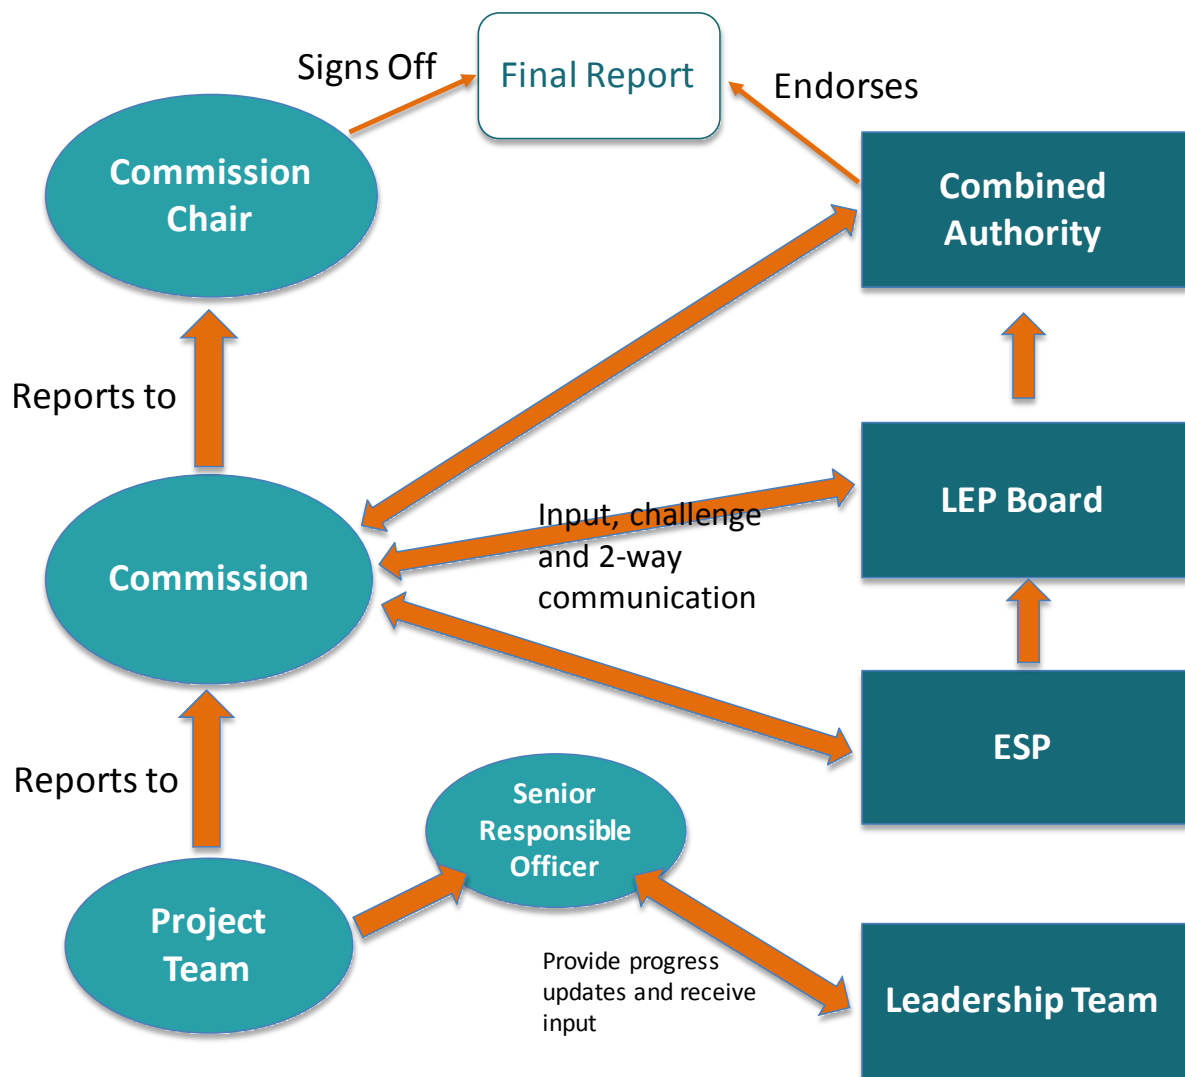 Signs Off
Final Report
Endorses
Commission
Chair
Combined
Authority
Reports to
LEP Board
Input, challenge
and 2-way
communication
Commission
ESP
Reports to
Senior
Responsible
Officer
Project
Team
Provide progress
updates and receive
input
Leadership Team